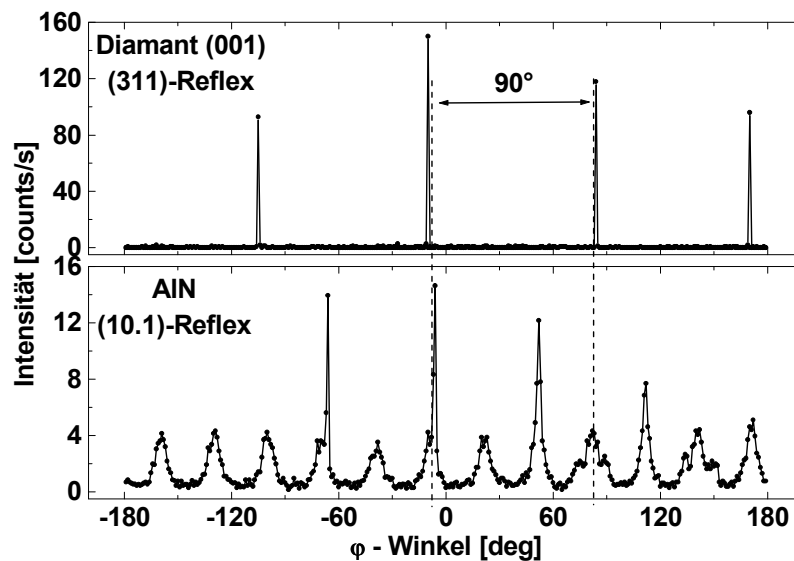 160
120
80
40
0
Diamant (001)
(311)-Reflex
90°
Intensität [counts/s]
16
12
8
4
0
AlN
(10.1)-Reflex
-180 -120 -60 0 60 120 180
φ - Winkel [deg]